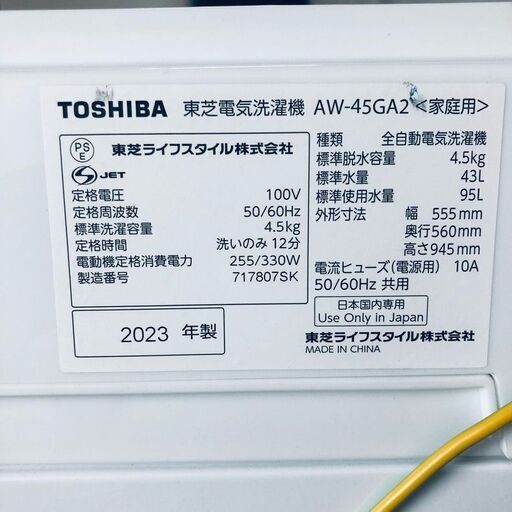 TOSHIBA 東芝電気洗濯機 AW-45GA2 <家庭用>
PSE 東芝ライフスタイル株式会社
S JET
定格電圧 100V
定格周波数 50/60Hz
標準洗濯容量 4.5kg
定格時間 洗いのみ 12分
電動機定格消費電力 255/330W
製造番号 717807SK
2023 年製
種類 全自動電気洗濯機
標準脱水容量 4.5kg
標準水量 43L
標準使用水量 95L
外形寸法 幅 555mm
奥行560mm
高さ945mm
電流ヒューズ(電源用) 10A
50/60Hz 共用
日本国内専用
Use Only in Japan
東芝ライフスタイル株式会社
MADE IN CHINA